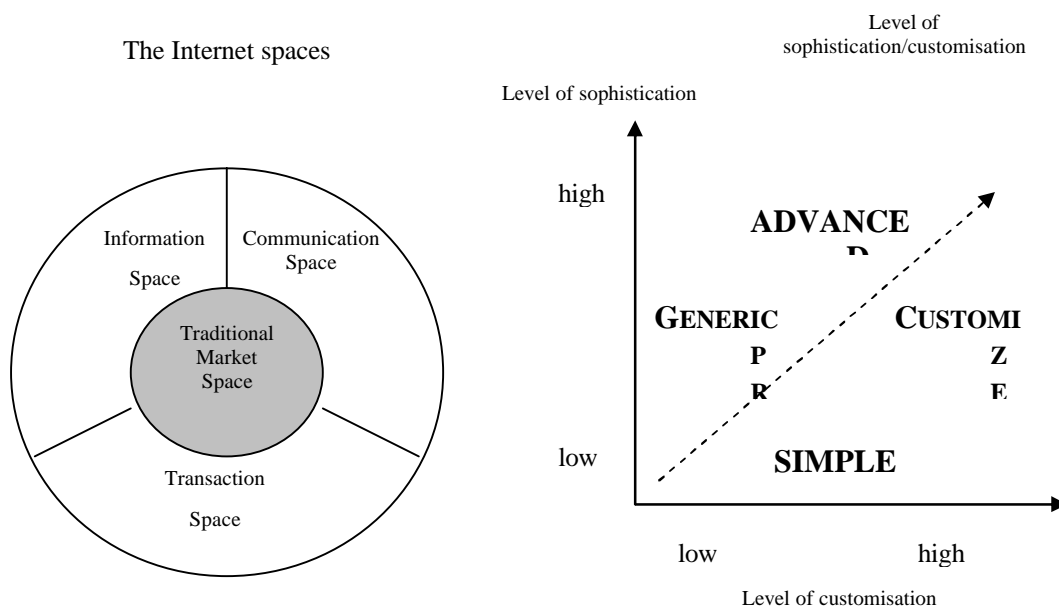 The Internet spaces
Information
Space
Communication
Space
Traditional
Market
Space
Transaction
Space
Level of
sophistication/customisation
Level of sophistication
high
ADVANCE
D
GENERIC
P
R
CUSTOMI
Z
E
low
SIMPLE
low
high
Level of customisation